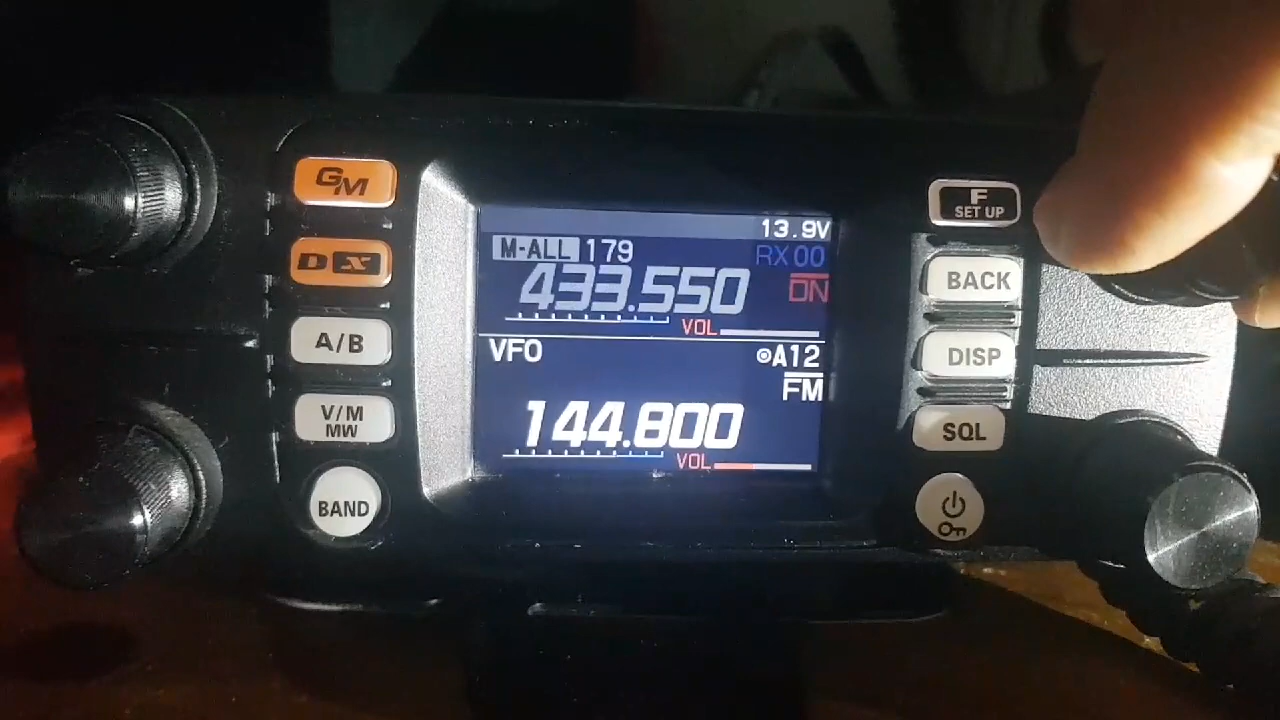 GM
DX
A/B
V/M
MW
BAND
13.9V
M-ALL 179
RX 00
433.550
DN
VOL
VFO
A12
FM
144.800
VOL
F
SET UP
BACK
DISP
SQL